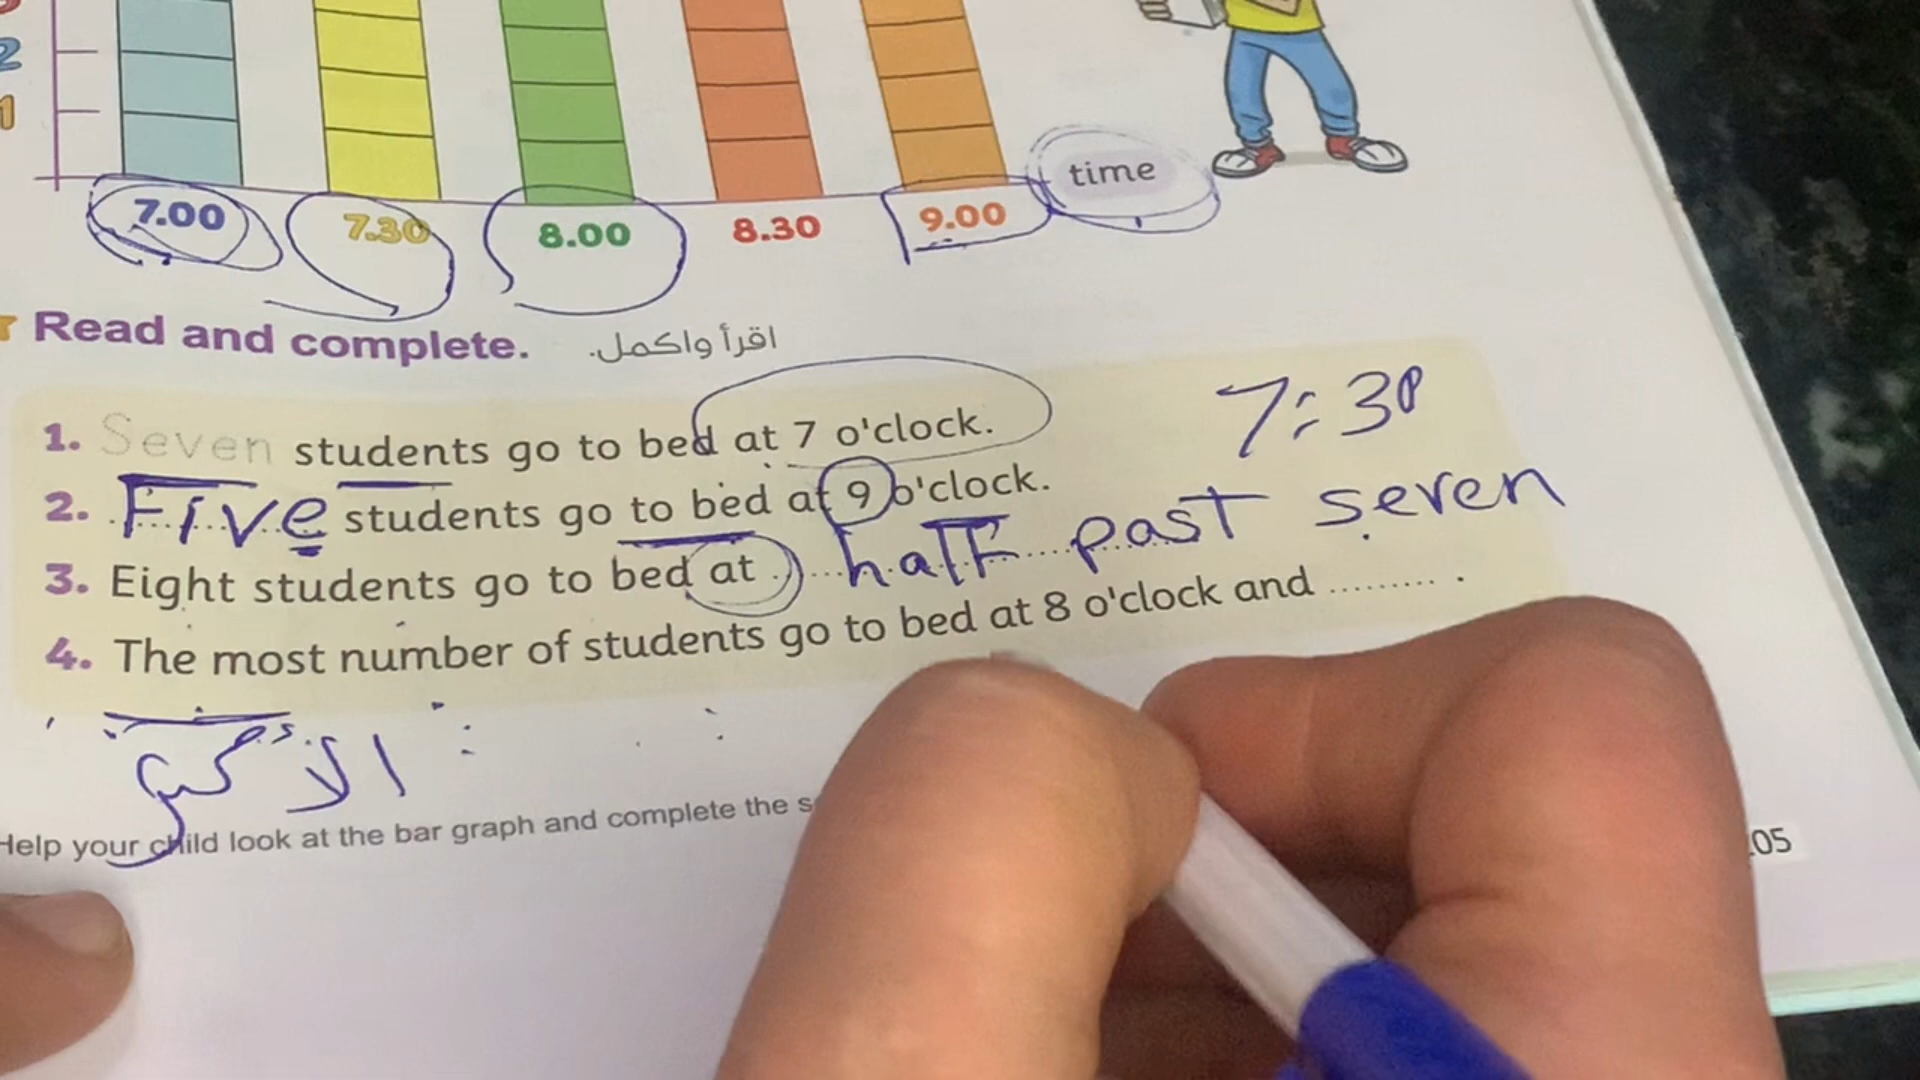 2
1
time
7.00 7.30 8.00 8.30 9.00
Read and complete. اقرأ واكمل.
7:30
1. Seven students go to bed at 7 o'clock.
2. Five students go to bed at 9 o'clock.
3. Eight students go to bed at half past seven
4. The most number of students go to bed at 8 o'clock and ......... .
Help your child look at the bar graph and complete the
05